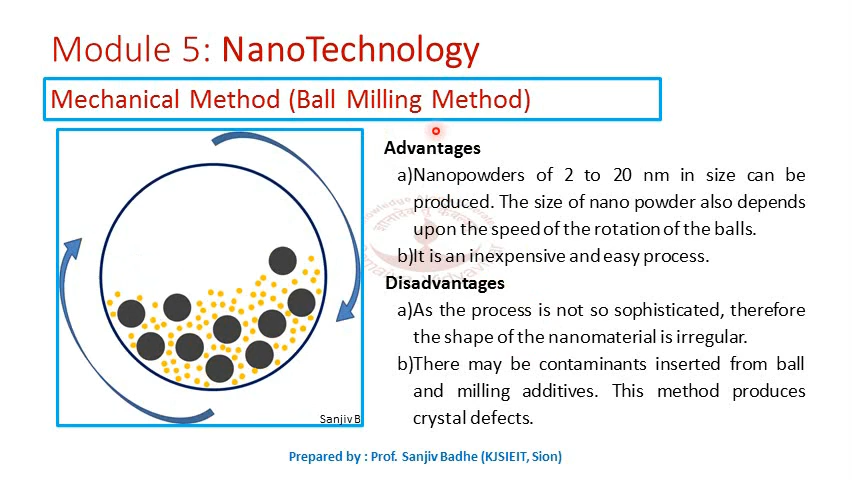 Module 5: NanoTechnology
Mechanical Method (Ball Milling Method)
Advantages
a)Nanopowders of 2 to 20 nm in size can be
produced. The size of nano powder also depends
upon the speed of the rotation of the balls.
b)It is an inexpensive and easy process.
Disadvantages
a)As the process is not so sophisticated, therefore
the shape of the nanomaterial is irregular.
b)There may be contaminants inserted from ball
and milling additives. This method produces
crystal defects.
Sanjiv B
Prepared by : Prof. Sanjiv Badhe (KJSIEIT, Sion)